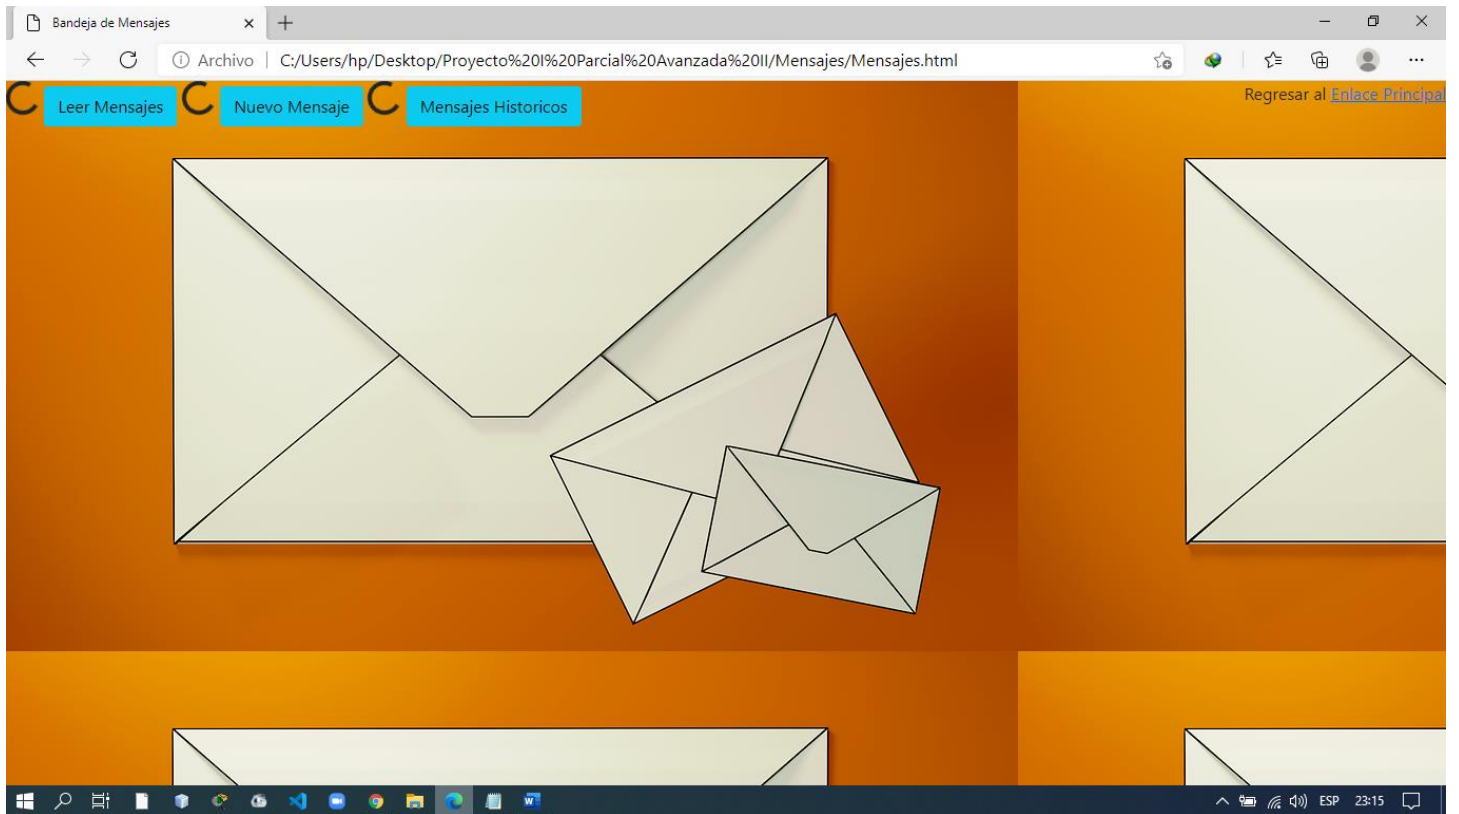 Bandeja de Mensajes
Archivo C:/Users/hp/Desktop/Proyecto%20I%20Parcial%20Avanzada%20II/Mensajes/Mensajes.html
Leer Mensajes Nuevo Mensaje Mensajes Historicos Regresar al Enlace Principal
ESP 23:15